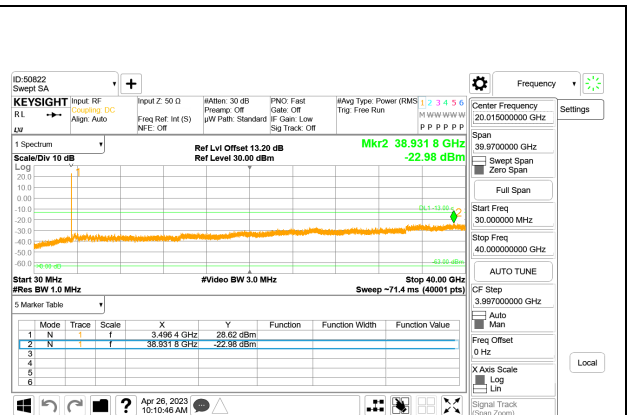 ID:50822
Swept SA
Frequency
KEYSIGHT
RL
Input: RF
Coupling: DC
Align: Auto
Input Z: 50 Ω
Freq Ref: Int (S)
NFE: Off
#Atten: 30 dB
Preamp: Off
µW Path: Standard
PNO: Fast
Gate: Off
IF Gain: Low
Sig Track: Off
#Avg Type: Power (RMS
Trig: Free Run
1 2 3 4 5 6
M W W W W W
P P P P P P
LXI
1 Spectrum
Scale/Div 10 dB
Ref Lvl Offset 13.20 dB
Ref Level 30.00 dBm
Mkr2 38.931 8 GHz
-22.98 dBm
Log
20.0
10.0
0.00
-10.0
-20.0
-30.0
-40.0
-50.0
-60.0
1
2
DL1 -13.00
Start 30 MHz
#Res BW 1.0 MHz
#Video BW 3.0 MHz
Stop 40.00 GHz
Sweep ~71.4 ms (40001 pts)
5 Marker Table
Mode Trace Scale X Y Function Function Width Function Value
1 N 1 f 3.496 4 GHz 28.62 dBm
2 N 1 f 38.931 8 GHz -22.98 dBm
3
4
5
6
?
Apr 26, 2023
10:10:46 AM
Center Frequency
20.015000000 GHz
Span
39.9700000 GHz
Swept Span
Zero Span
Full Span
Start Freq
30.000000 MHz
Stop Freq
40.000000000 GHz
AUTO TUNE
CF Step
3.997000000 GHz
Auto
Man
Freq Offset
0 Hz
X Axis Scale
Log
Lin
Signal Track
(Span Zoom)
Settings
Local